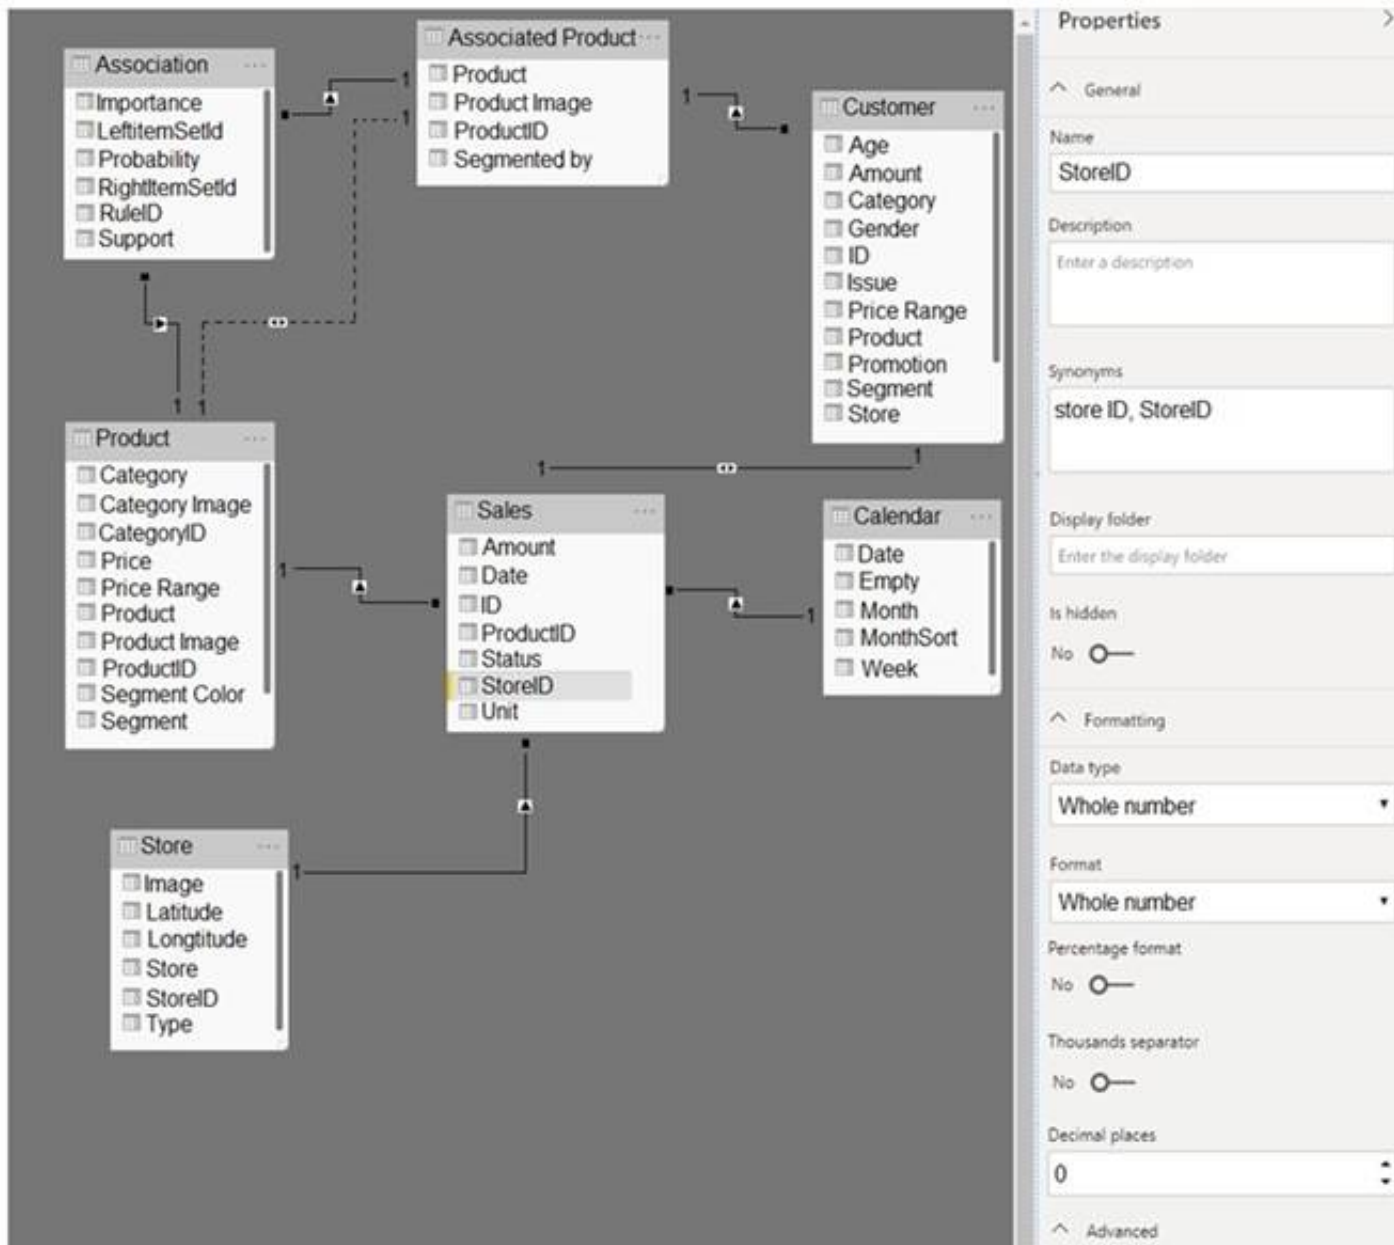 Association
Importance
LeftitemSetld
Probability
RightItemSetld
RuleID
Support
Associated Product
Product
Product Image
ProductID
Segmented by
Customer
Age
Amount
Category
Gender
ID
Issue
Price Range
Product
Promotion
Segment
Store
1
1
1
1
1
1
1
Product
Category
Category Image
CategoryID
Price
Price Range
Product
Product Image
ProductID
Segment Color
Segment
1
Sales
Amount
Date
ID
ProductID
Status
StoreID
Unit
Calendar
Date
Empty
Month
MonthSort
Week
1
Store
Image
Latitude
Longtitude
Store
StoreID
Type
1
Properties
General
Name
StoreID
Description
Enter a description
Synonyms
store ID, StoreID
Display folder
Enter the display folder
Is hidden
No
Formatting
Data type
Whole number
Format
Whole number
Percentage format
No
Thousands separator
No
Decimal places
0
Advanced